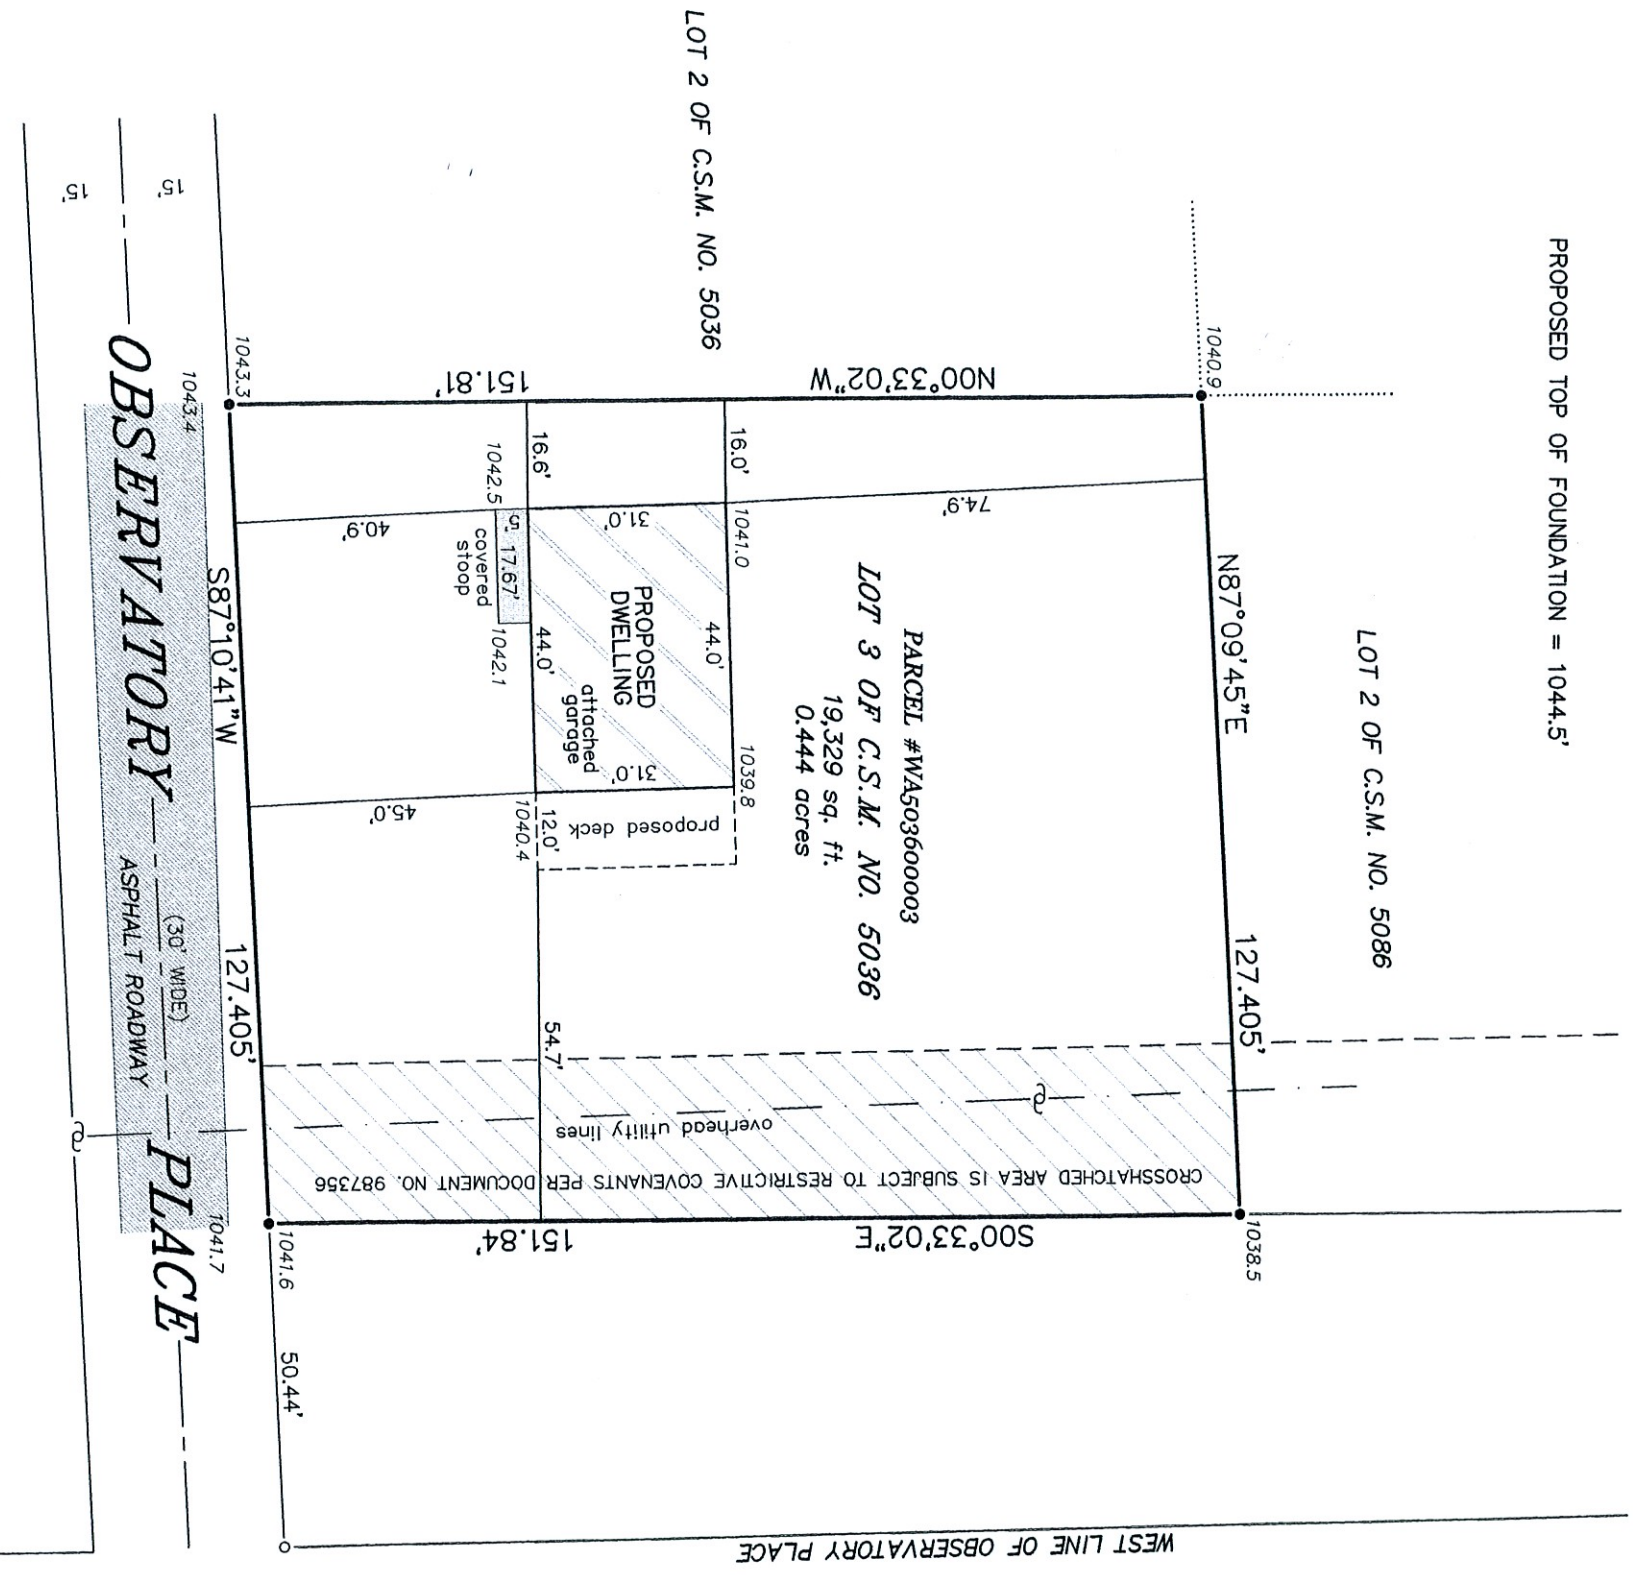 PROPOSED TOP OF FOUNDATION = 1044.5'
LOT 2 OF C.S.M. NO. 5086
1040.9
N87°09'45"E
127.405'
1038.5
LOT 2 OF C.S.M. NO. 5036
N00°33'02"W
151.81'
16.0'
16.6'
74.9'
PARCEL #WA503600003
LOT 3 OF C.S.M. NO. 5036
19,329 sq. ft.
0.444 acres
1041.0
1039.8
44.0'
31.0'
PROPOSED
DWELLING
attached
garage
31.0'
44.0'
proposed deck
12.0'
1042.5
5'
17.67'
covered
stoop
1042.1
1040.4
40.9'
45.0'
54.7'
overhead utility lines
CROSSHATCHED AREA IS SUBJECT TO RESTRICTIVE COVENANTS PER DOCUMENT NO. 987356
S00°33'02"E
151.84'
1043.3
S87°10'41"W
127.405'
1041.6
50.44'
1043.4
1041.7
15'
15'
OBSERVATORY PLACE
(30' WIDE)
ASPHALT ROADWAY
WEST LINE OF OBSERVATORY PLACE